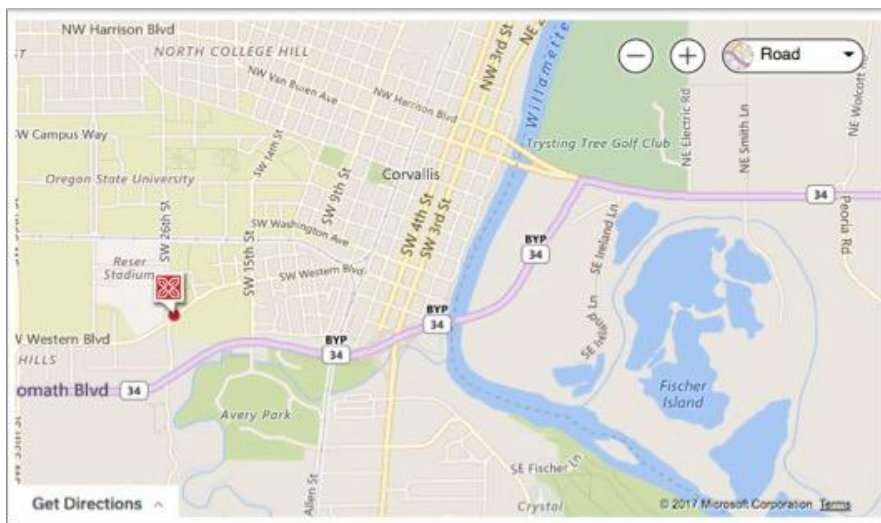 NW Harrison Blvd
NORTH COLLEGE HILL
NW Van Buren Ave
NW Harrison Blvd
NW 3rd St
Willamette
Road
Trysting Tree Golf Club
NE Electric Rd
NE Smith Ln
NE Wolcott
W Campus Way
SW 14th St
Oregon State University
Corvallis
SW 9th St
SW 4th St
SW 3rd St
34
Peoria Rd
SW 26th St
SW Washington Ave
SE Ireland Ln
BYP
34
Reser
Stadium
SW 15th St
SW Western Blvd
BYP
34
W Western Blvd
BYP
34
HILLS
omath Blvd
34
Fischer
Island
Avery Park
SE Fischer Ln
Allen St
Crystal
Get Directions
© 2017 Microsoft Corporation Terms